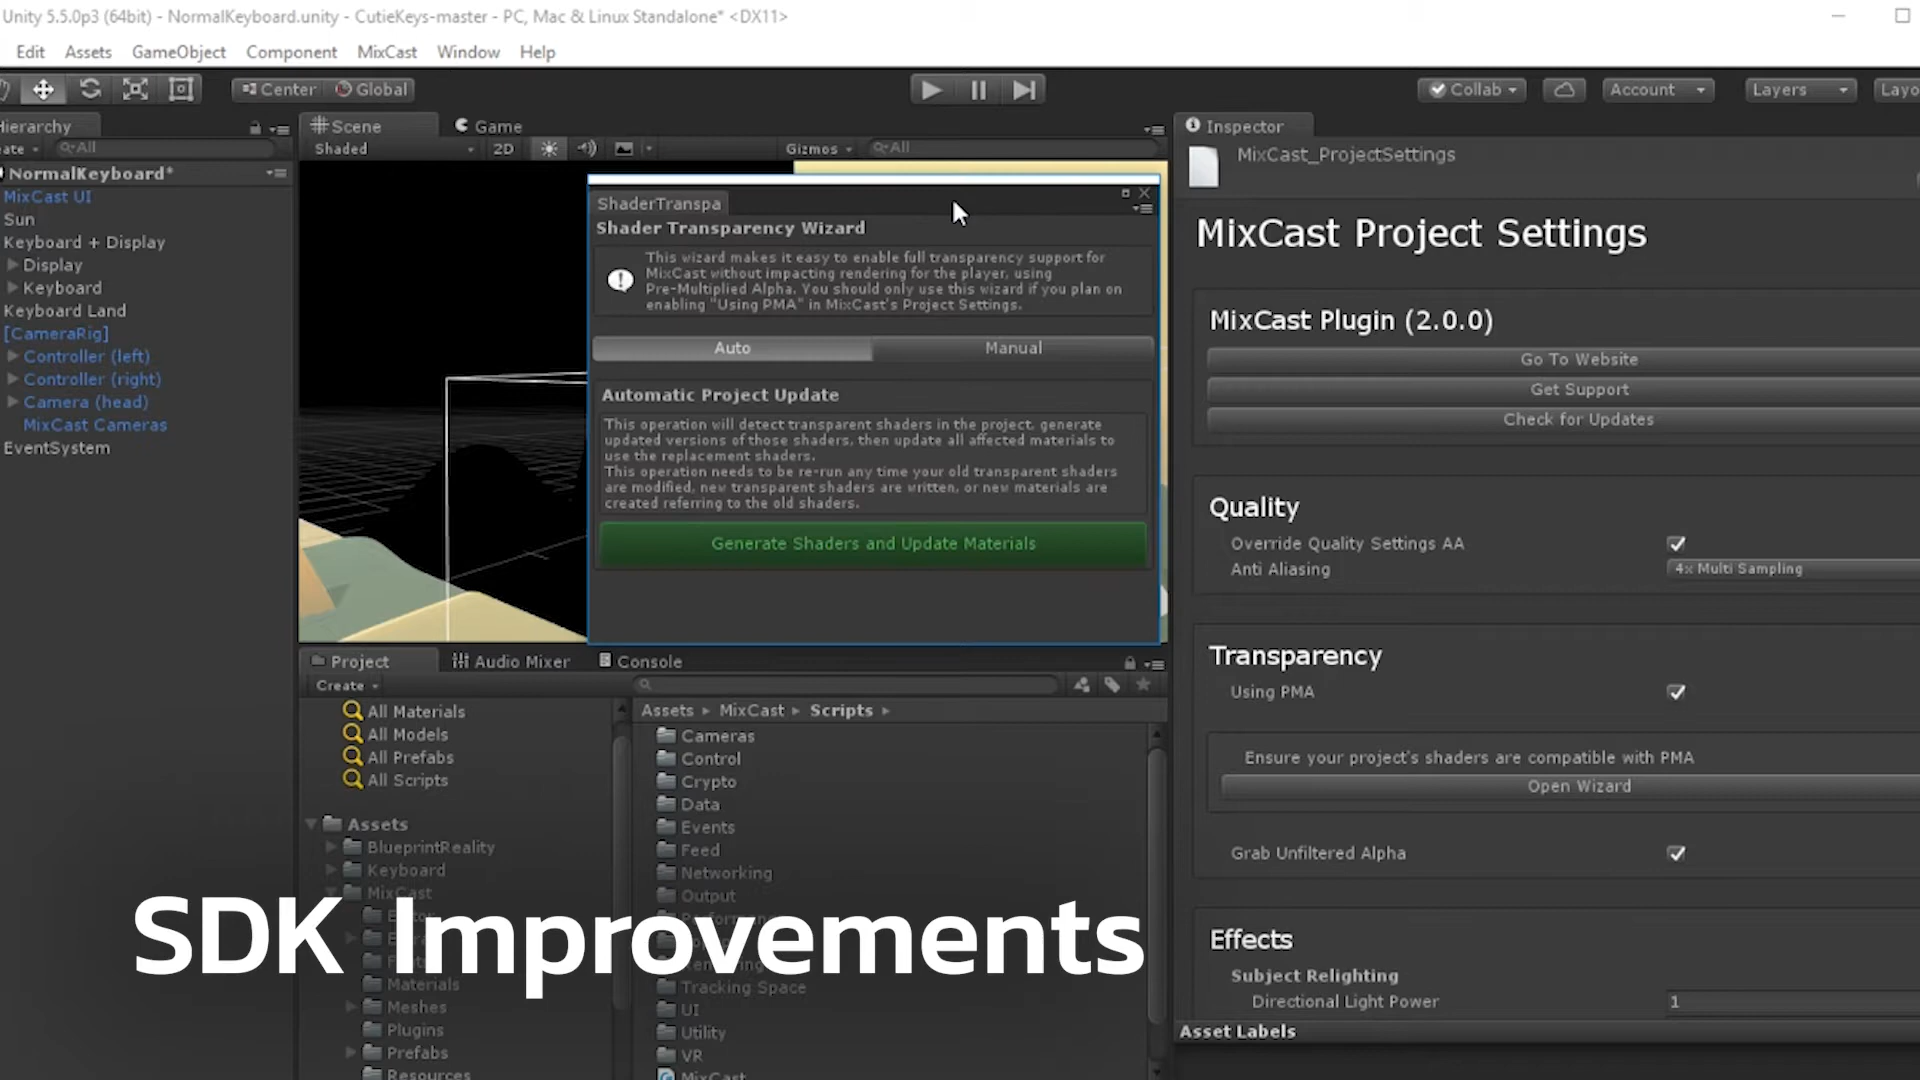 Unity 5.5.0p3 (64bit) - NormalKeyboard.unity - CutieKeys-master - PC, Mac & Linux Standalone* <DX11>
Edit Assets GameObject Component MixCast Window Help
Center Global
Collab Account Layers Layo
Hierarchy
Scene Game
Inspector
All
Shaded 2D Gizmos All
MixCast_ProjectSettings
NormalKeyboard*
MixCast UI
Sun
Keyboard + Display
Display
Keyboard
Keyboard Land
[CameraRig]
Controller (left)
Controller (right)
Camera (head)
MixCast Cameras
EventSystem
ShaderTranspa
Shader Transparency Wizard
This wizard makes it easy to enable full transparency support for
MixCast without impacting rendering for the player, using
Pre-Multiplied Alpha. You should only use this wizard if you plan on
enabling "Using PMA" in MixCast's Project Settings.
Auto Manual
Automatic Project Update
This operation will detect transparent shaders in the project, generate
updated versions of those shaders, then update all affected materials to
use the replacement shaders.
This operation needs to be re-run any time your old transparent shaders
are modified, new transparent shaders are written, or new materials are
created referring to the old shaders.
Generate Shaders and Update Materials
MixCast Project Settings
MixCast Plugin (2.0.0)
Go To Website
Get Support
Check for Updates
Quality
Override Quality Settings AA
Anti Aliasing 4x Multi Sampling
Transparency
Using PMA
Ensure your project's shaders are compatible with PMA
Open Wizard
Grab Unfiltered Alpha
Effects
Subject Relighting
Directional Light Power 1
Asset Labels
Project Audio Mixer Console
Create
All Materials
All Models
All Prefabs
All Scripts
Assets
BlueprintReality
Keyboard
MixCast
Materials
Meshes
Plugins
Prefabs
Resources
Assets MixCast Scripts
Cameras
Control
Crypto
Data
Events
Feed
Networking
Output
Tracking Space
UI
Utility
VR
MixCast
SDK Improvements